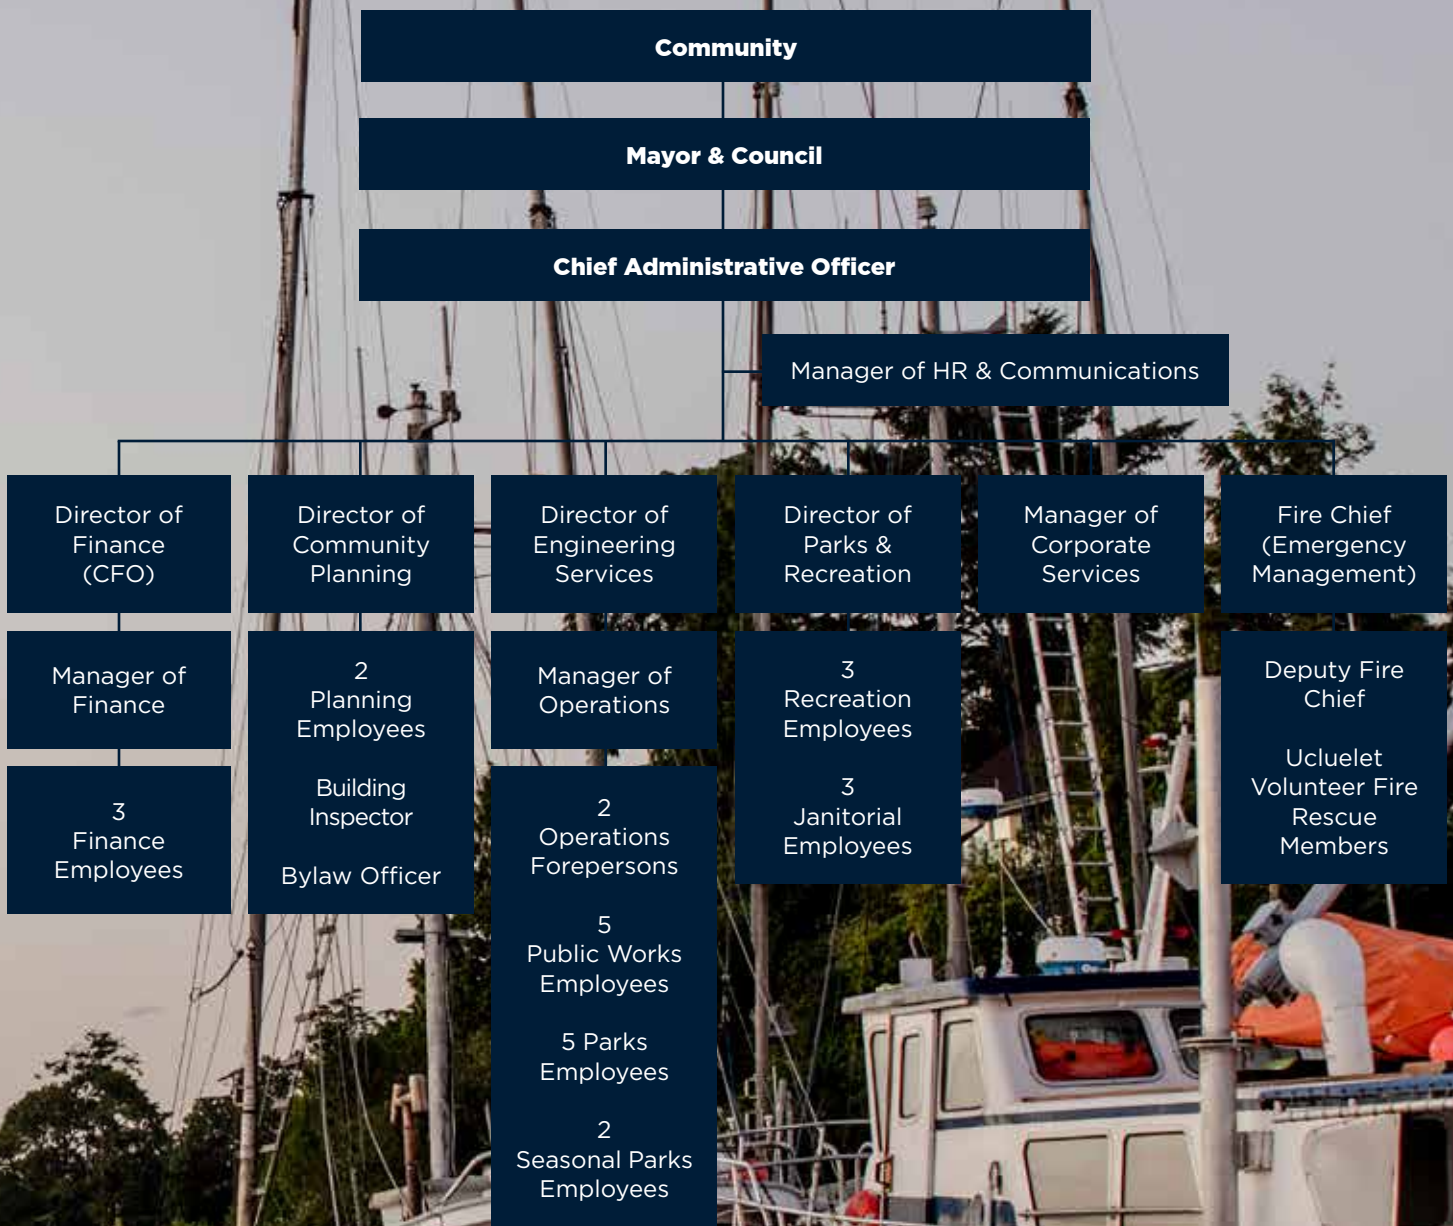 Community
Mayor & Council
Chief Administrative Officer
Manager of HR & Communications
Director of
Finance
(CFO)
Director of
Community
Planning
Director of
Engineering
Services
Director of
Parks &
Recreation
Manager of
Corporate
Services
Fire Chief
(Emergency
Management)
Manager of
Finance
3
Finance
Employees
2
Planning
Employees
Building
Inspector
Bylaw Officer
Manager of
Operations
2
Operations
Forepersons
5
Public Works
Employees
5 Parks
Employees
2
Seasonal Parks
Employees
3
Recreation
Employees
3
Janitorial
Employees
Deputy Fire
Chief
Ucluelet
Volunteer Fire
Rescue
Members